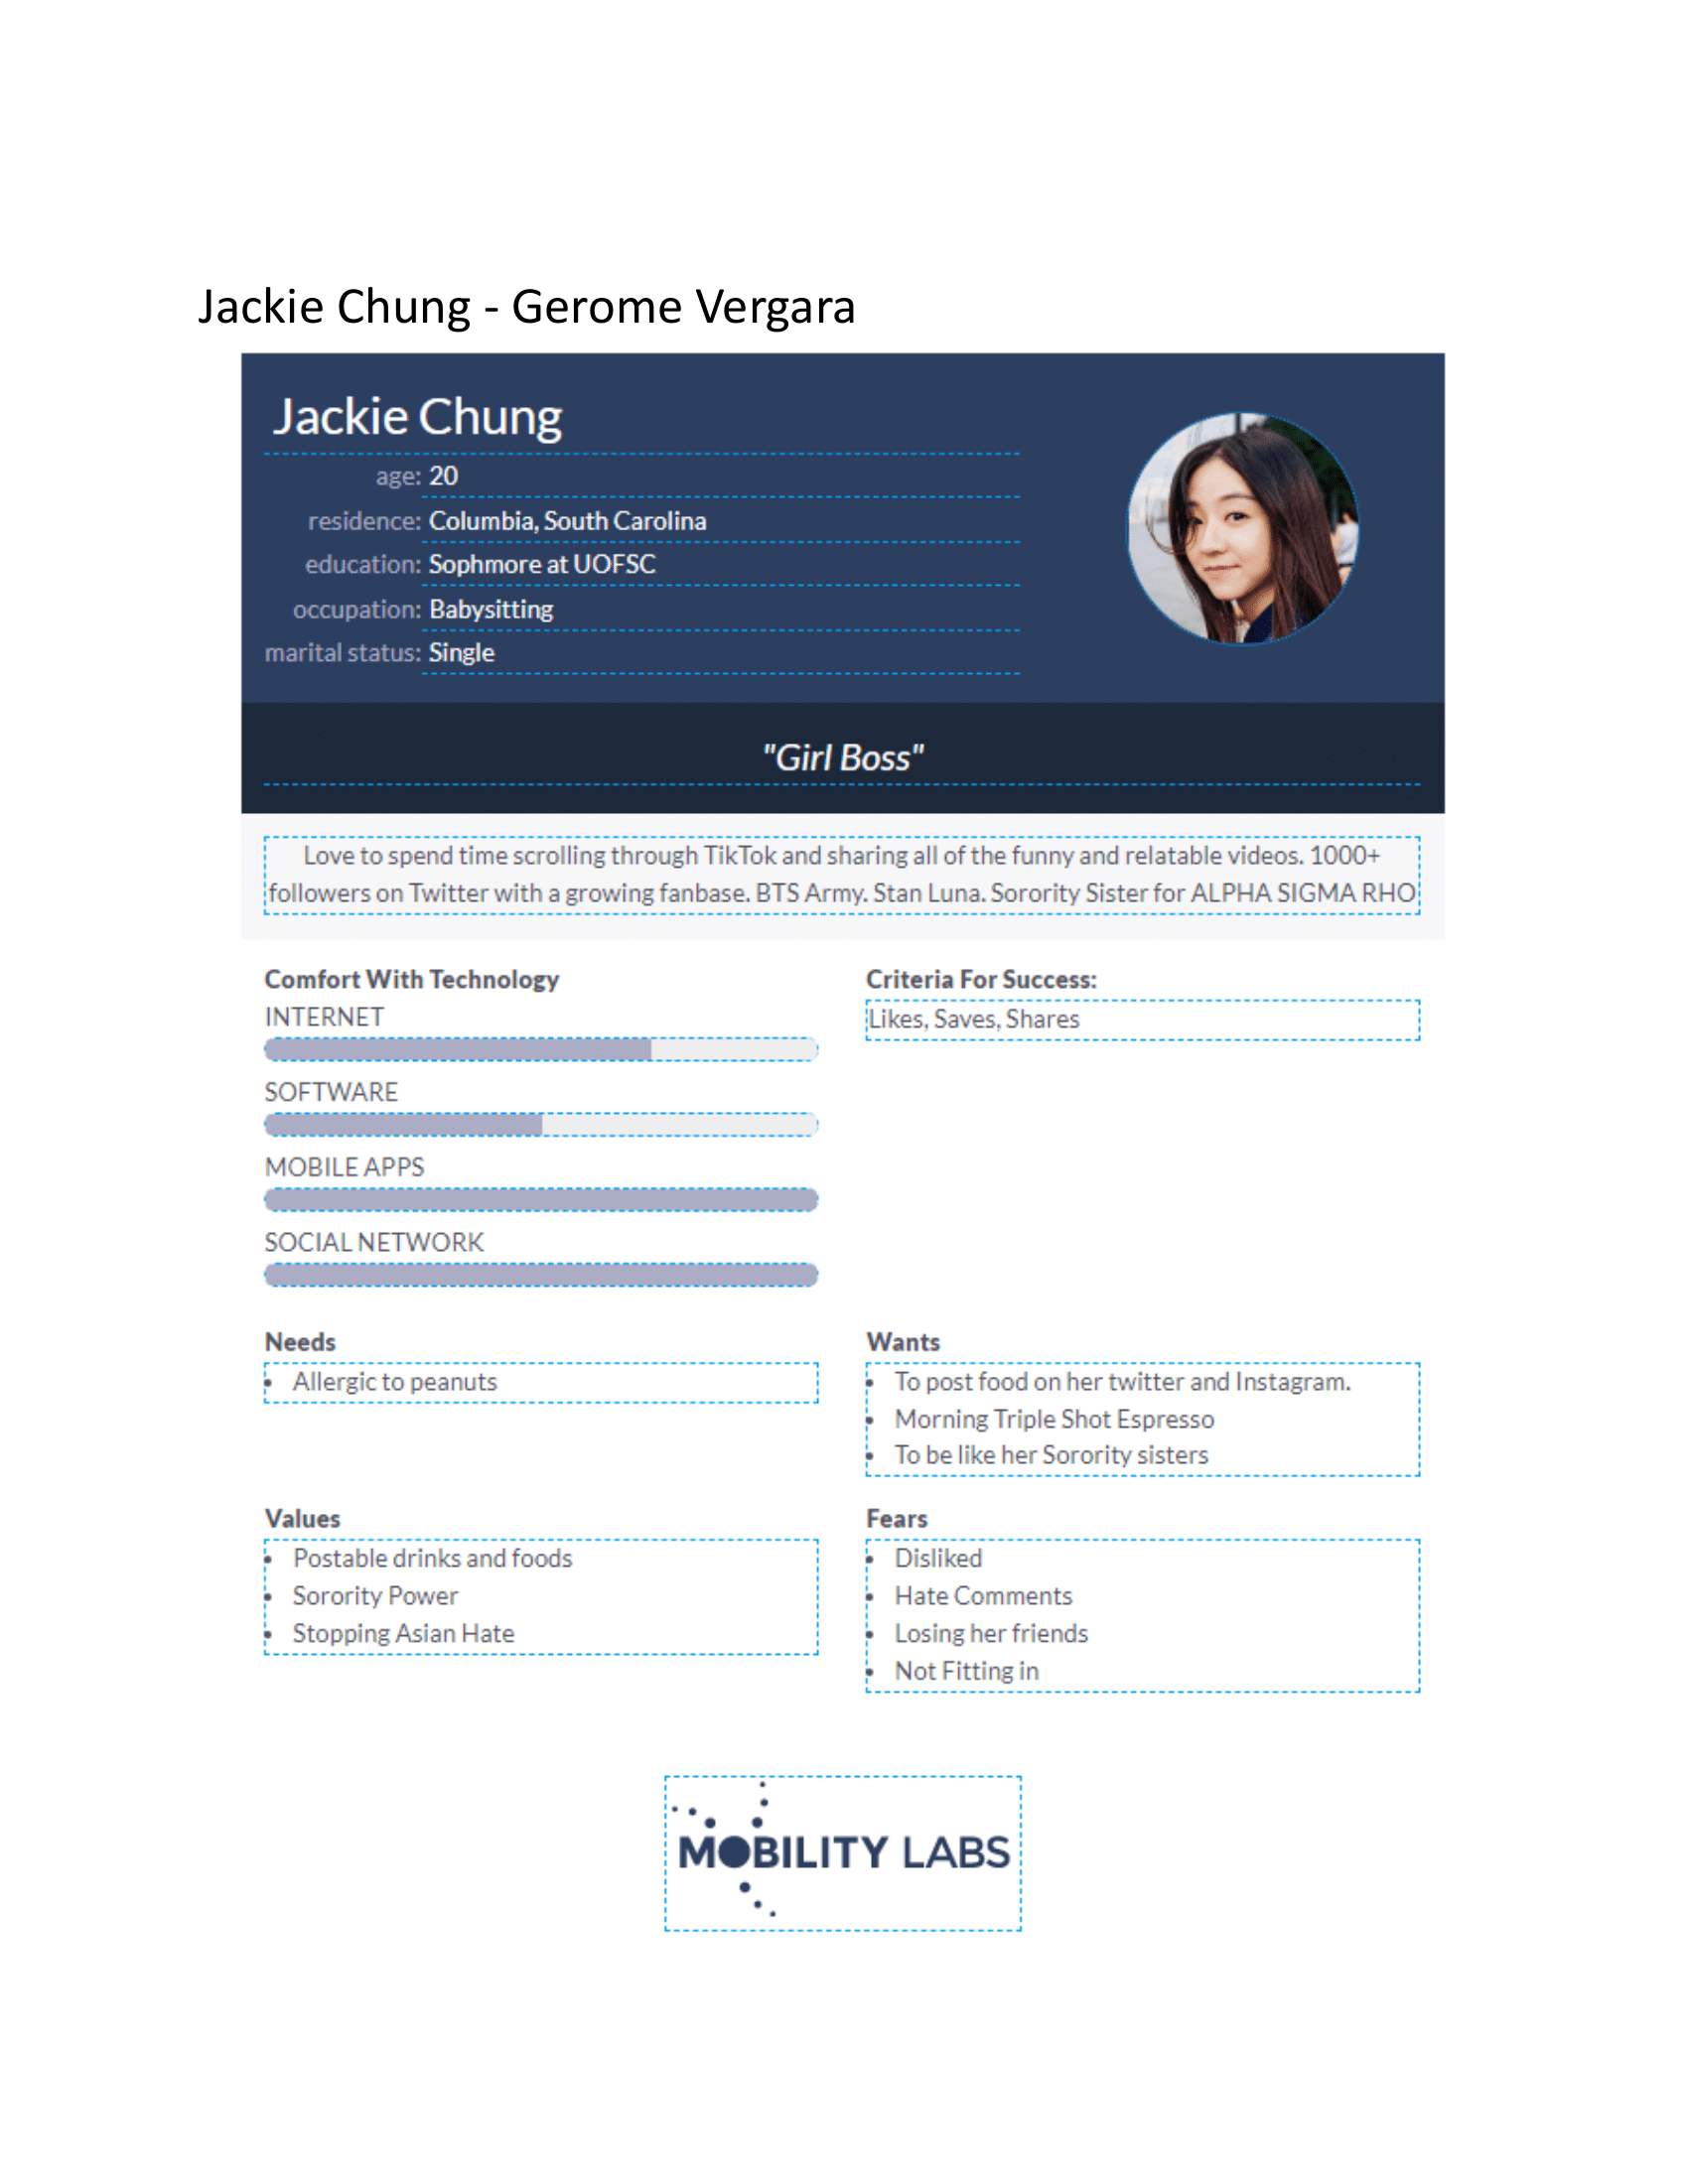 Jackie Chung - Gerome Vergara
Jackie Chung
age: 20
residence: Columbia, South Carolina
education: Sophmore at UOFSC
occupation: Babysitting
marital status: Single
"Girl Boss"
Love to spend time scrolling through TikTok and sharing all of the funny and relatable videos. 1000+
followers on Twitter with a growing fanbase. BTS Army. Stan Luna. Sorority Sister for ALPHA SIGMA RHO
Comfort With Technology
INTERNET
SOFTWARE
MOBILE APPS
SOCIAL NETWORK
Criteria For Success:
Likes, Saves, Shares
Needs
• Allergic to peanuts
Wants
• To post food on her twitter and Instagram.
• Morning Triple Shot Espresso
• To be like her Sorority sisters
Values
• Postable drinks and foods
• Sorority Power
• Stopping Asian Hate
Fears
• Disliked
• Hate Comments
• Losing her friends
• Not Fitting in
MOBILITY LABS